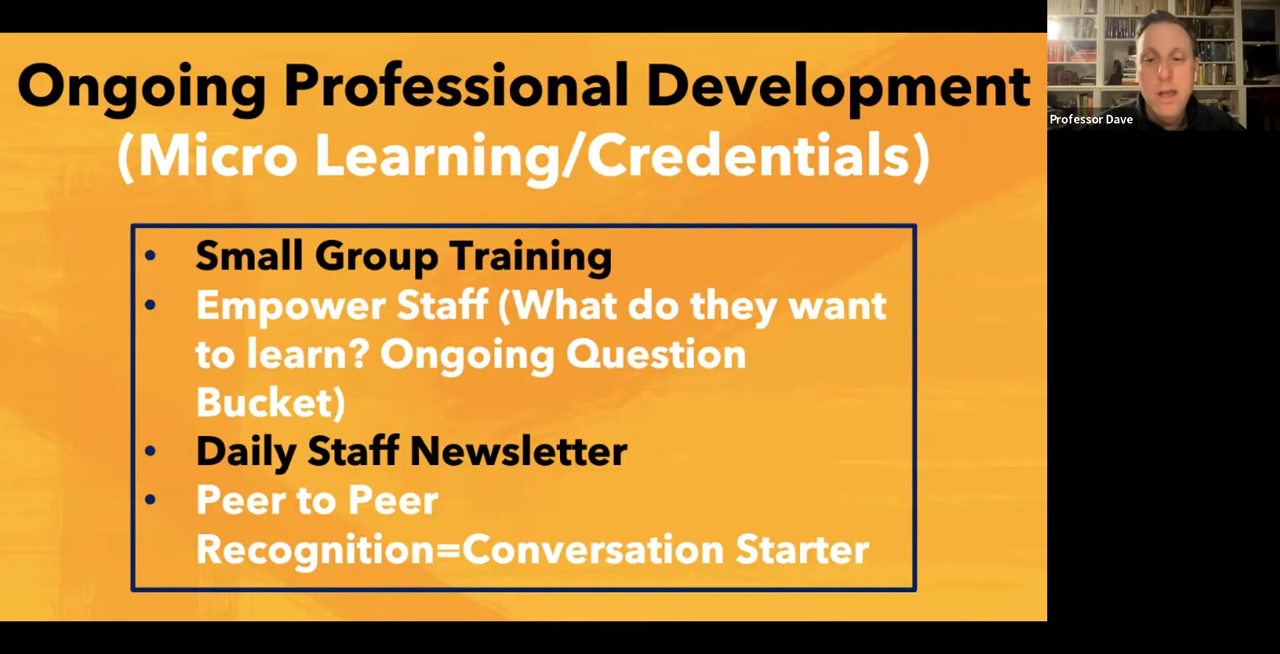 Ongoing Professional Development
(Micro Learning/Credentials)
• Small Group Training
• Empower Staff (What do they want
to learn? Ongoing Question
Bucket)
• Daily Staff Newsletter
• Peer to Peer
Recognition=Conversation Starter
Professor Dave